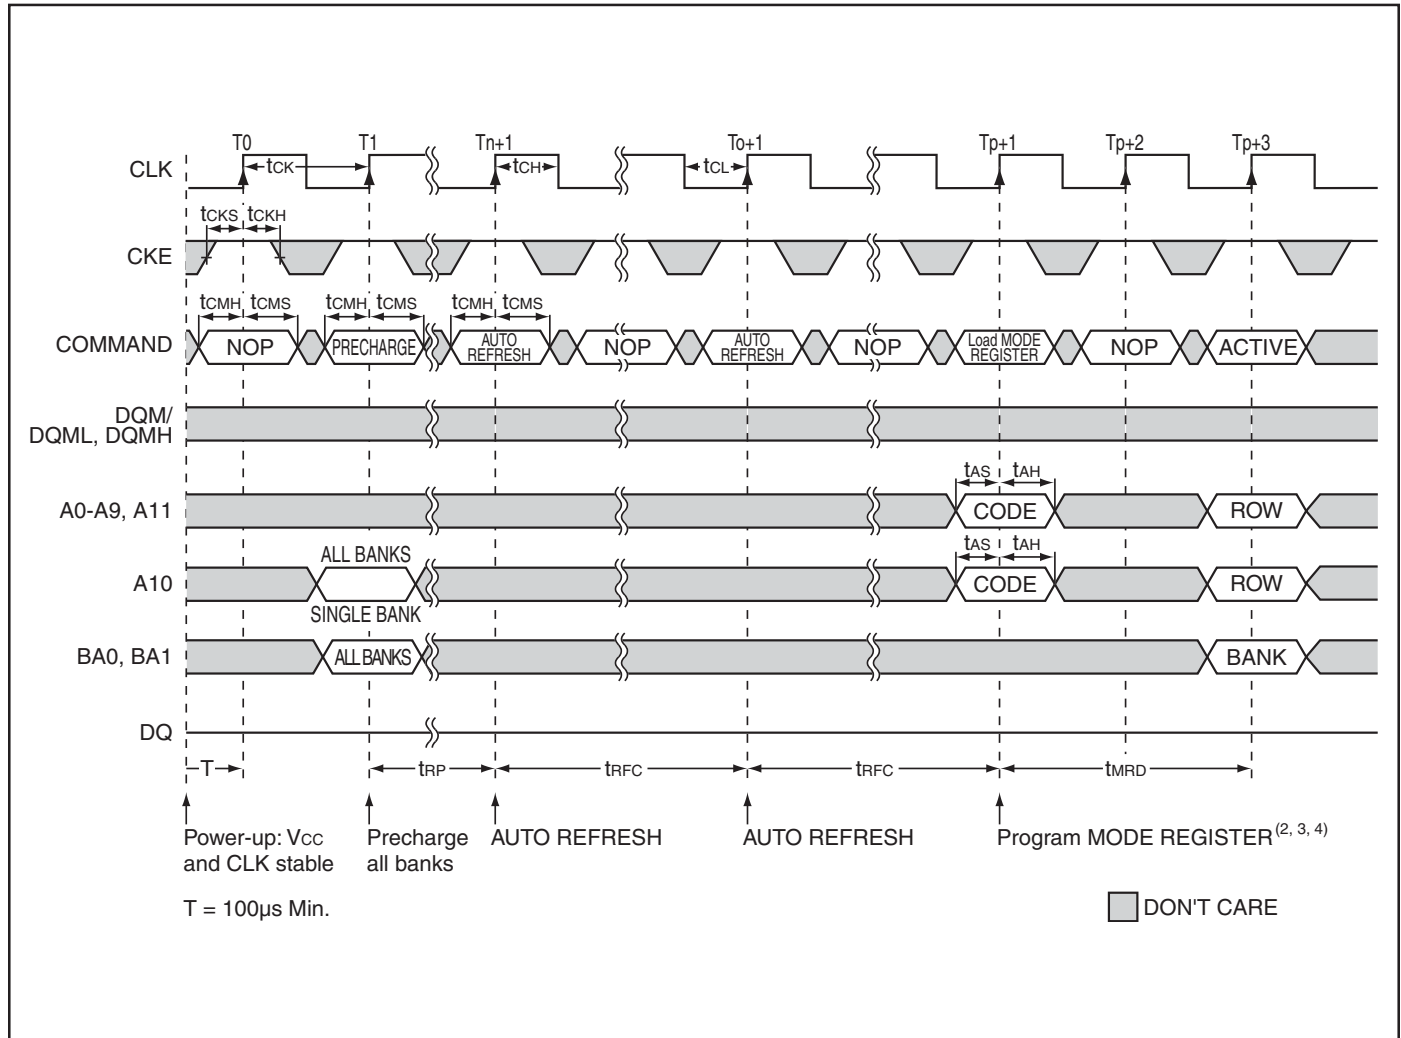 T0 T1 Tn+1 To+1 Tp+1 Tp+2 Tp+3
CLK tCK tCH tCL
tCKS tCKH
CKE
tCMH tCMS tCMH tCMS tCMH tCMS
COMMAND NOP PRECHARGE AUTO REFRESH NOP AUTO REFRESH NOP Load MODE REGISTER NOP ACTIVE
DQM/
DQML, DQMH
tAS tAH
A0-A9, A11 CODE ROW
ALL BANKS tAS tAH
A10 CODE ROW
SINGLE BANK
BA0, BA1 ALL BANKS BANK
DQ
T tRP tRFC tRFC tMRD
Power-up: VCC
and CLK stable
Precharge
all banks
AUTO REFRESH
AUTO REFRESH
Program MODE REGISTER(2, 3, 4)
T = 100µs Min.
DON'T CARE